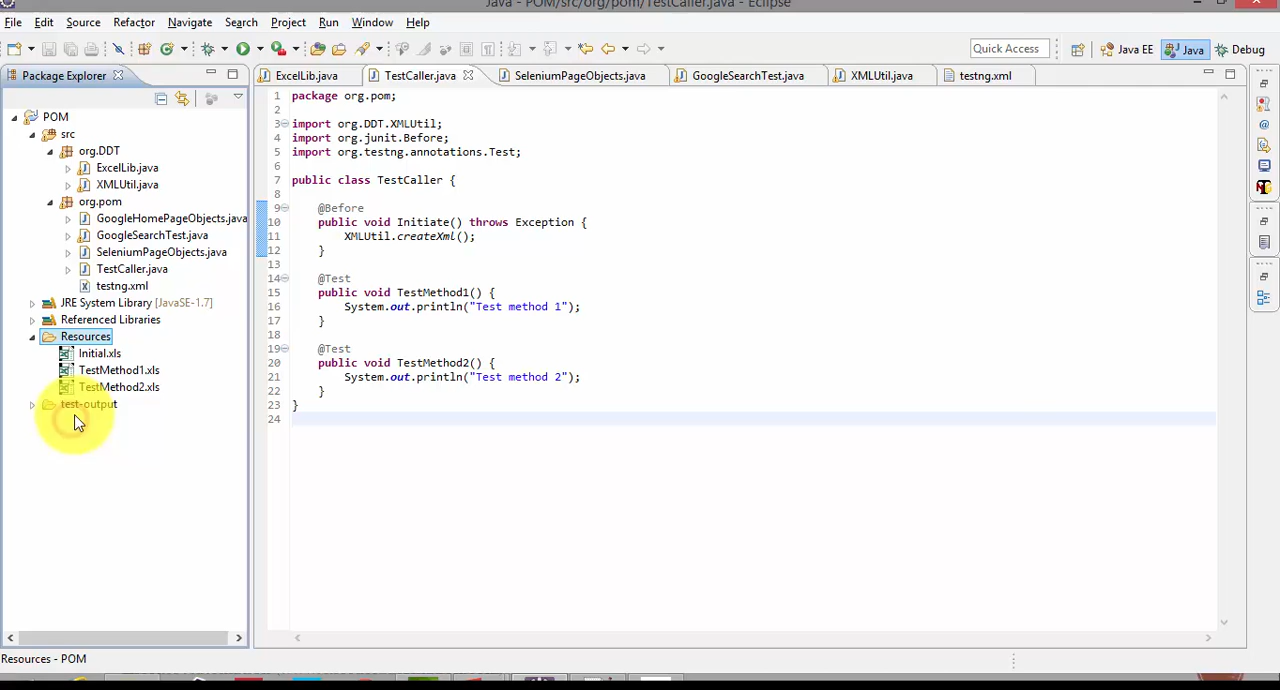 Java - POM/src/org/pom/TestCaller.java - Eclipse
File Edit Source Refactor Navigate Search Project Run Window Help
Quick Access Java EE Java Debug
Package Explorer
ExcelLib.java TestCaller.java SeleniumPageObjects.java GoogleSearchTest.java XMLUtil.java testng.xml
POM
src
org.DDT
ExcelLib.java
XMLUtil.java
org.pom
GoogleHomePageObjects.java
GoogleSearchTest.java
SeleniumPageObjects.java
TestCaller.java
testng.xml
JRE System Library [JavaSE-1.7]
Referenced Libraries
Resources
Initial.xls
TestMethod1.xls
TestMethod2.xls
test-output
1 package org.pom;
2
3 import org.DDT.XMLUtil;
4 import org.junit.Before;
5 import org.testng.annotations.Test;
6
7 public class TestCaller {
8
9 @Before
10 public void Initiate() throws Exception {
11 XMLUtil.createXml();
12 }
13
14 @Test
15 public void TestMethod1() {
16 System.out.println("Test method 1");
17 }
18
19 @Test
20 public void TestMethod2() {
21 System.out.println("Test method 2");
22 }
23 }
24
Resources - POM